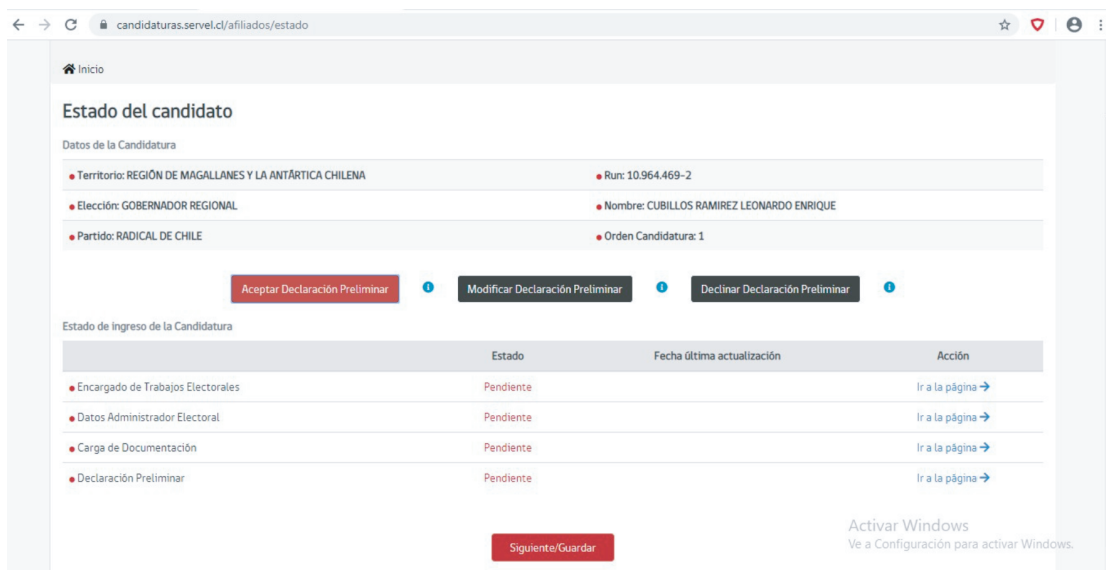 candidaturas.servel.cl/afiliados/estado
Inicio
Estado del candidato
Datos de la Candidatura
Territorio: REGIÓN DE MAGALLANES Y LA ANTÁRTICA CHILENA Run: 10.964.469-2
Elección: GOBERNADOR REGIONAL Nombre: CUBILLOS RAMIREZ LEONARDO ENRIQUE
Partido: RADICAL DE CHILE Orden Candidatura: 1
Aceptar Declaración Preliminar Modificar Declaración Preliminar Declinar Declaración Preliminar
Estado de ingreso de la Candidatura
Estado Fecha última actualización Acción
Encargado de Trabajos Electorales Pendiente Ir a la página
Datos Administrador Electoral Pendiente Ir a la página
Carga de Documentación Pendiente Ir a la página
Declaración Preliminar Pendiente Ir a la página
Activar Windows
Siguiente/Guardar Ve a Configuración para activar Windows.